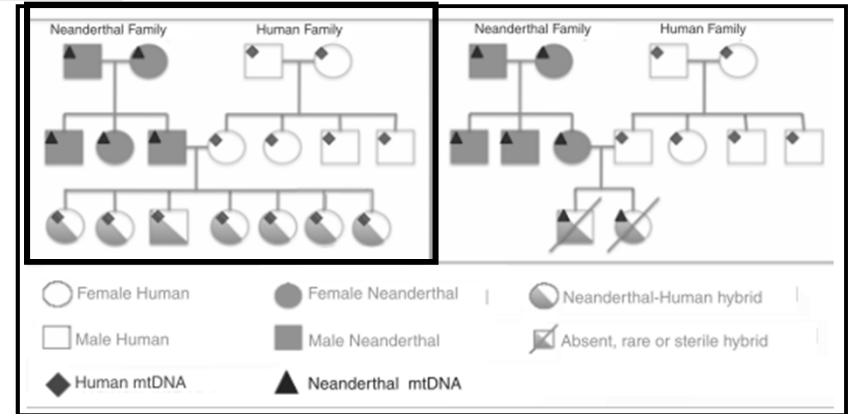 Neanderthal Family Human Family Neanderthal Family Human Family
Female Human Female Neanderthal Neanderthal-Human hybrid
Male Human Male Neanderthal Absent, rare or sterile hybrid
Human mtDNA Neanderthal mtDNA